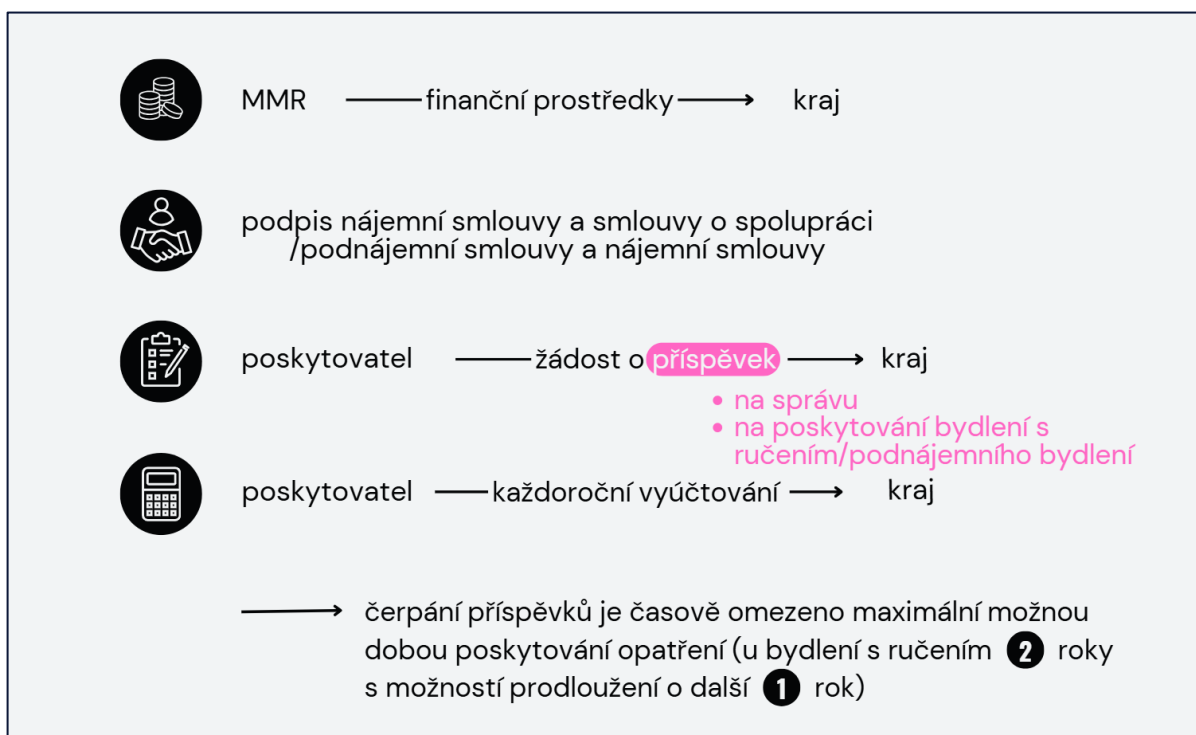 MMR finanční prostředky kraj
podpis nájemní smlouvy a smlouvy o spolupráci
/podnájemní smlouvy a nájemní smlouvy
poskytovatel žádost o příspěvek kraj
• na správu
• na poskytování bydlení s
ručením/podnájemního bydlení
poskytovatel každoroční vyúčtování kraj
čerpání příspěvků je časově omezeno maximální možnou
dobou poskytování opatření (u bydlení s ručením 2 roky
s možností prodloužení o další 1 rok)